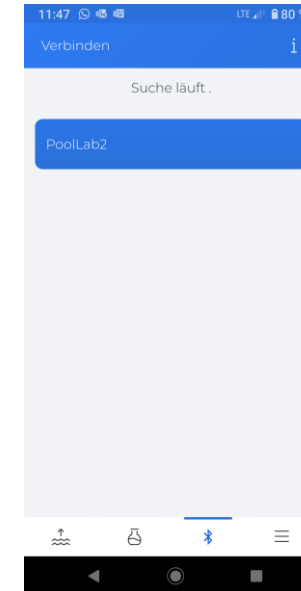 11:47 LTE 80
Verbinden i
Suche läuft .
PoolLab2